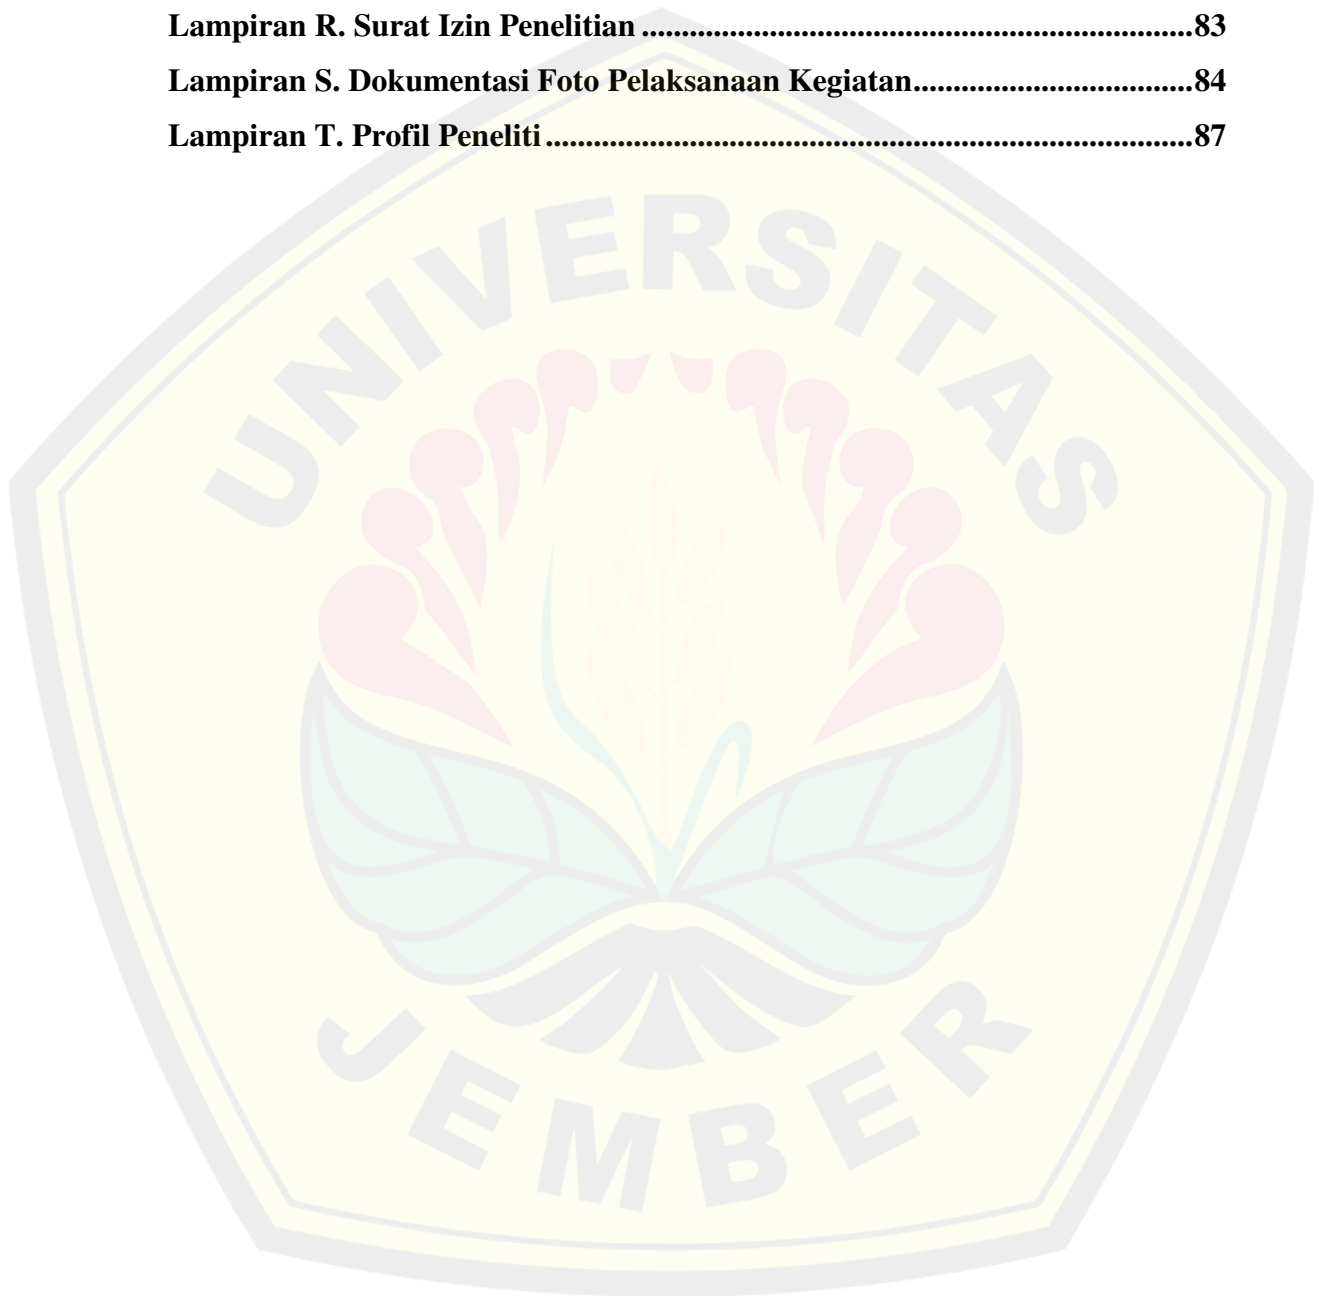 Lampiran R. Surat Izin Penelitian ....................................................................................83
Lampiran S. Dokumentasi Foto Pelaksanaan Kegiatan..................................84
Lampiran T. Profil Peneliti ....................................................................................87
UNIVERSITAS
JEMBER